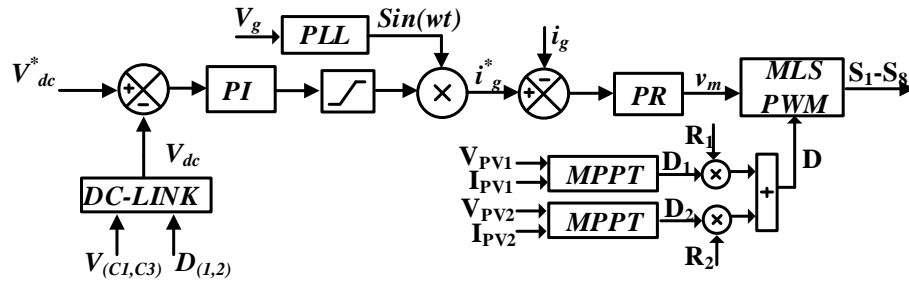 V_g
PLL
Sin(wt)
i_g
V^*_dc
+
-
PI
×
i^*_g
+
-
PR
v_m
MLS
PWM
S_1-S_8
V_dc
DC-LINK
V_(C1,C3)
D_(1,2)
R_1
V_PV1
I_PV1
MPPT
D_1
×
D
+
V_PV2
I_PV2
MPPT
D_2
×
R_2